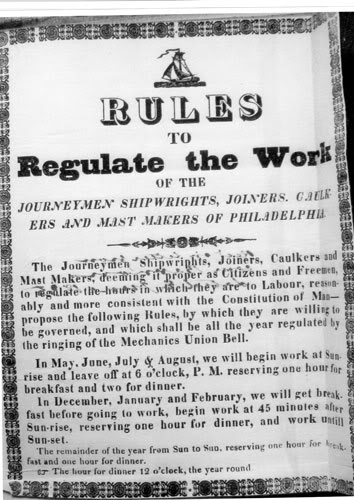 RULES
TO
Regulate the Work
OF THE
JOURNEYMEN SHIPWRIGHTS, JOINERS. CAULK-
ERS AND MAST MAKERS OF PHILADELPHIA
The Journeymen Shipwrights, Joiners, Caulkers and
Mast Makers, deeming it proper as Citizens and Freemen,
to regulate the hours in which they are to Labour, reason-
ably and more consistent with the Constitution of Man—
propose the following Rules, by which they are willing to
be governed, and which shall be all the year regulated by
the ringing of the Mechanics Union Bell.
In May, June, July & August, we will begin work at Sun-
rise and leave off at 6 o'clock, P. M. reserving one hour for
breakfast and two for dinner.
In December, January and February, we will get break-
fast before going to work, begin work at 45 minutes after
Sun-rise, reserving one hour for dinner, and work untill
Sun-set.
The remainder of the year from Sun to Sun, reserving one hour for break-
fast and one hour for dinner.
☞ The hour for dinner 12 o'clock, the year round